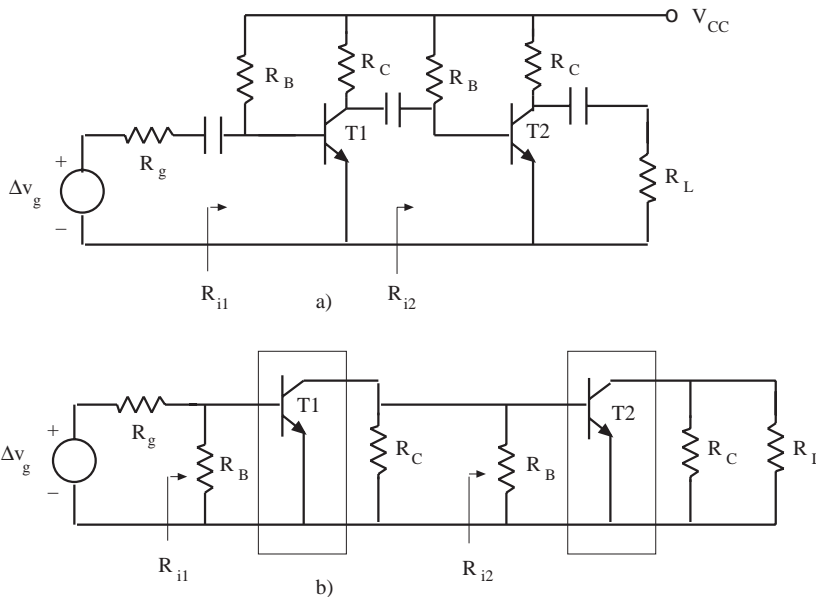 V_CC
R_B R_C R_B R_C
T1 T2
+ R_g
Δv_g R_L
−
R_i1 R_i2
a)
T1 T2
+ R_g
Δv_g R_B R_C R_B R_C
−
R_i1 R_i2
b)